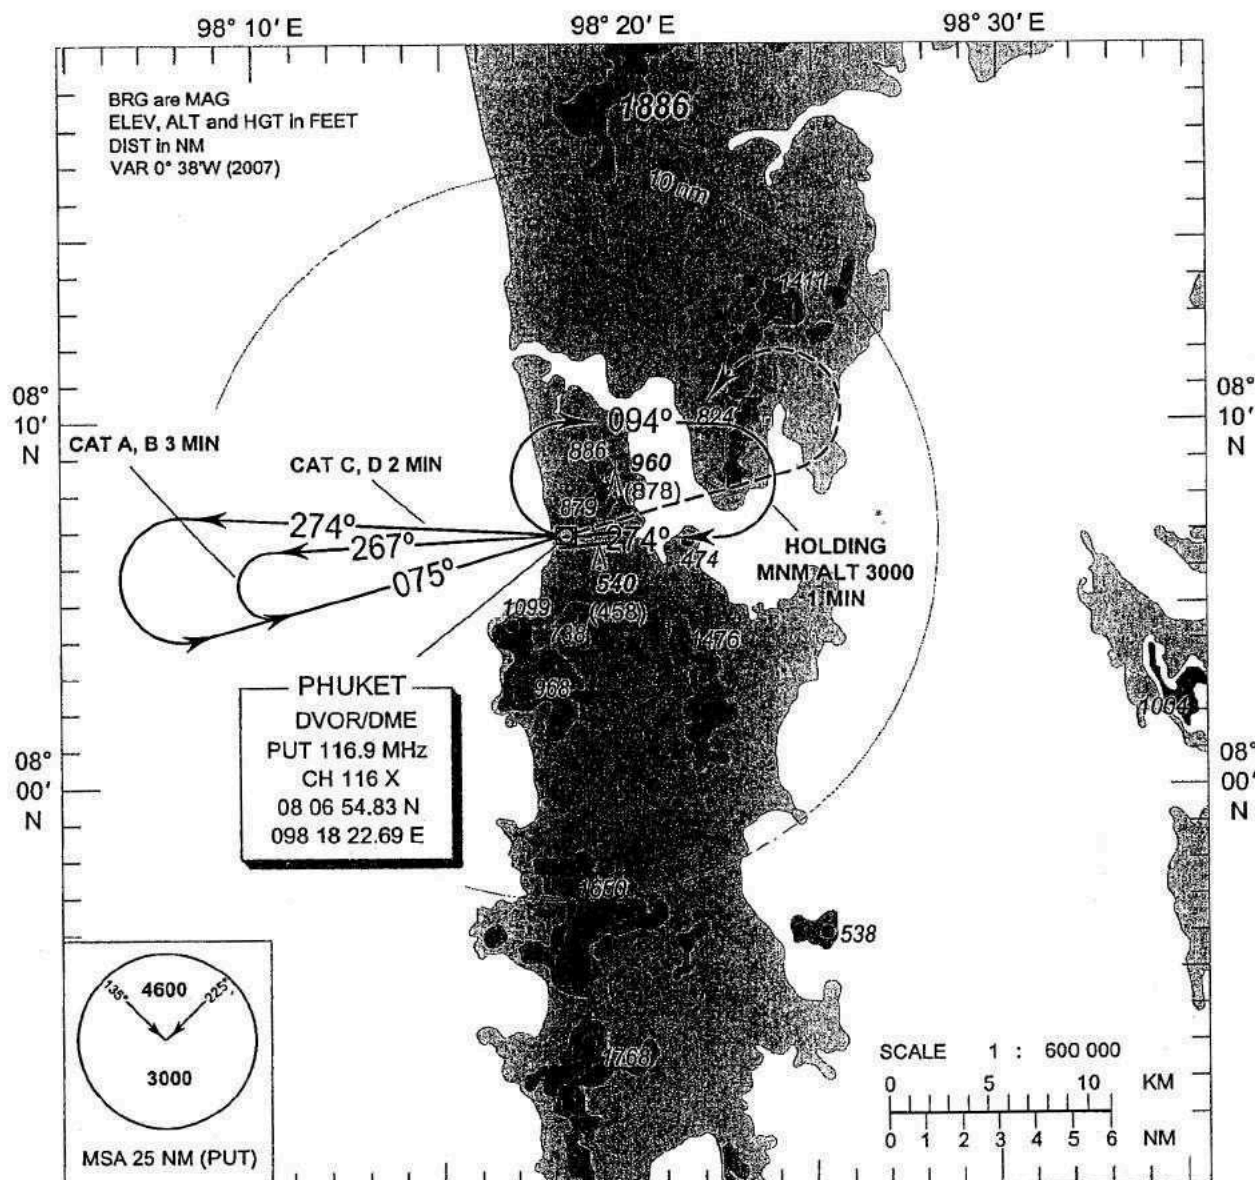 98° 10′ E
98° 20′ E
98° 30′ E
BRG are MAG
ELEV, ALT and HGT in FEET
DIST in NM
VAR 0° 38′W (2007)
1886
10 nm
1411
08°
10′
N
08°
10′
N
CAT A, B 3 MIN
CAT C, D 2 MIN
1
094°
824
886
960
(878)
879
274°
267°
075°
274°
474
HOLDING
MNM ALT 3000
1 MIN
540
(458)
1099
738
1476
968
1004
PHUKET
DVOR/DME
PUT 116.9 MHz
CH 116 X
08 06 54.83 N
098 18 22.69 E
08°
00′
N
08°
00′
N
1650
538
1768
135°
4600
225°
3000
MSA 25 NM (PUT)
SCALE 1 : 600 000
0 5 10 KM
0 1 2 3 4 5 6 NM